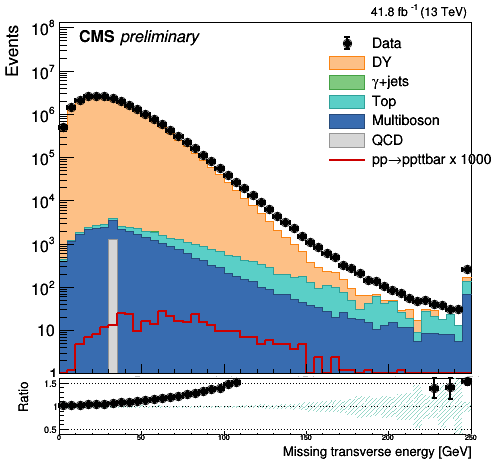 41.8 fb⁻¹ (13 TeV)
CMS preliminary
Events
10⁸
10⁷
10⁶
10⁵
10⁴
10³
10²
10
1
Data
DY
γ+jets
Top
Multiboson
QCD
pp→ppttbar x 1000
Ratio
1.5
1
0.5
0 50 100 150 200 250
Missing transverse energy [GeV]